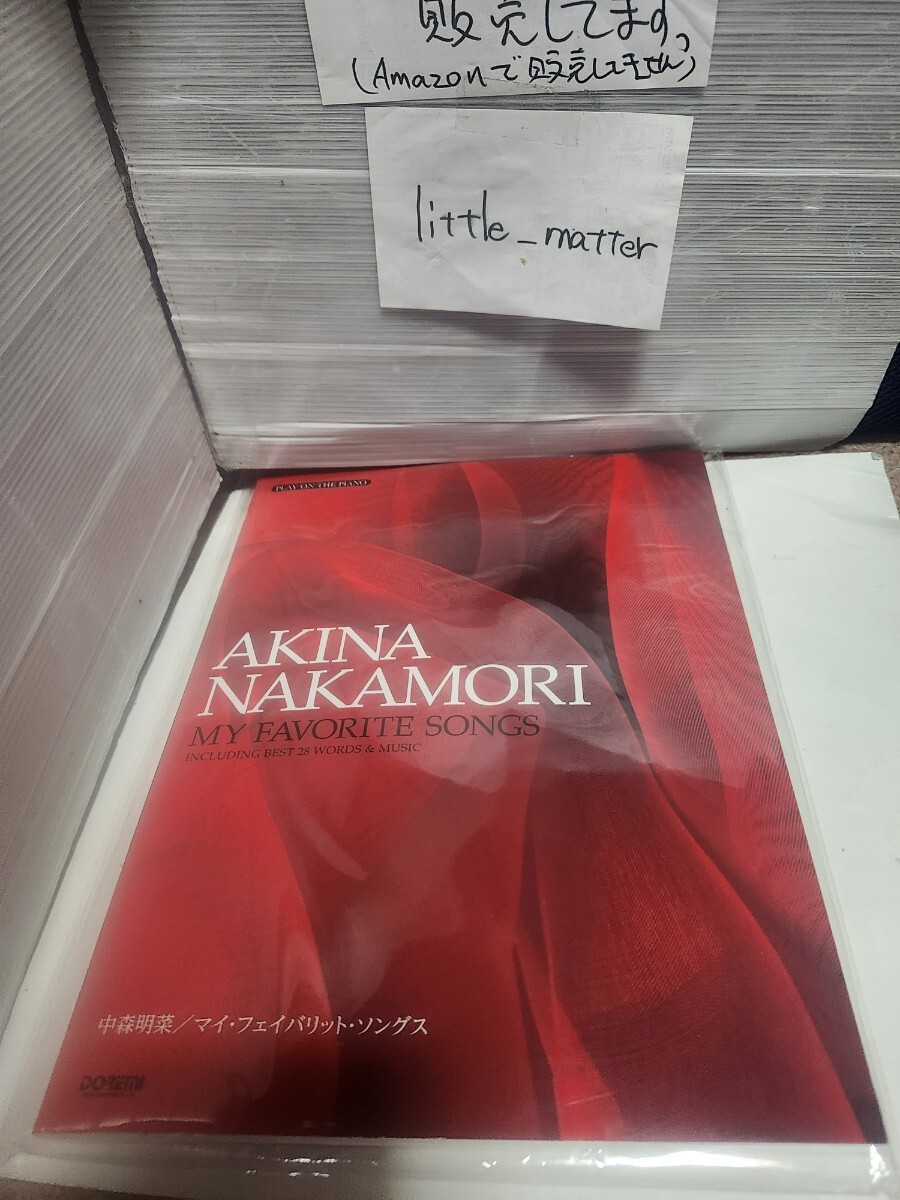 販売してます。
(Amazonで販売してません)
little_matter
PLAY ON THE PIANO
AKINA
NAKAMORI
MY FAVORITE SONGS
INCLUDING BEST 28 WORDS & MUSIC
中森明菜／マイ・フェイバリット・ソングス
DOREMI